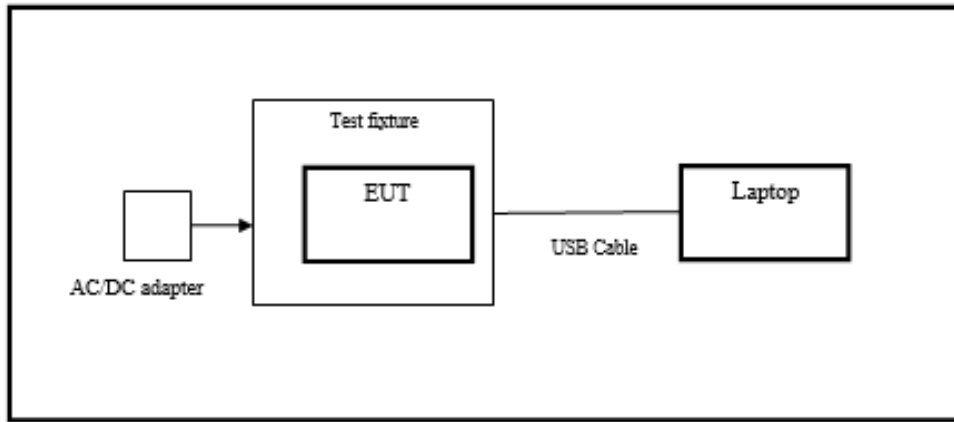 Test fixture
EUT
Laptop
USB Cable
AC/DC adapter